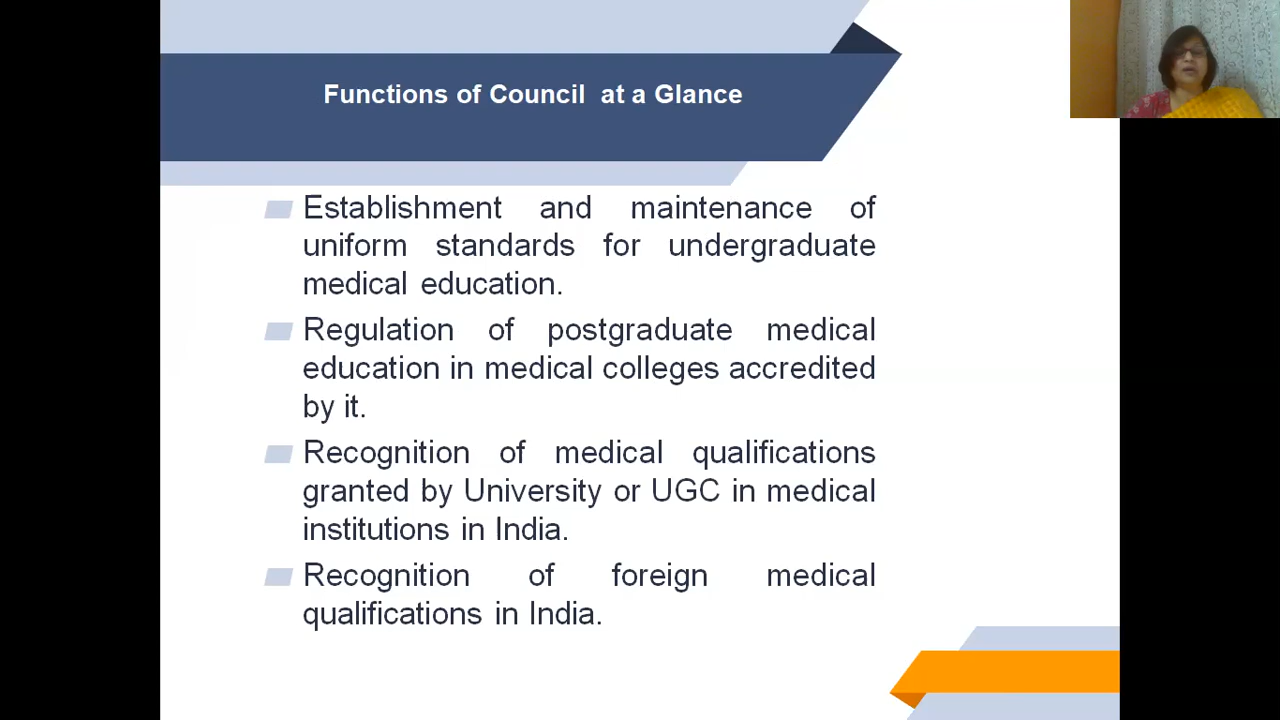 Functions of Council at a Glance
Establishment and maintenance of
uniform standards for undergraduate
medical education.
Regulation of postgraduate medical
education in medical colleges accredited
by it.
Recognition of medical qualifications
granted by University or UGC in medical
institutions in India.
Recognition of foreign medical
qualifications in India.